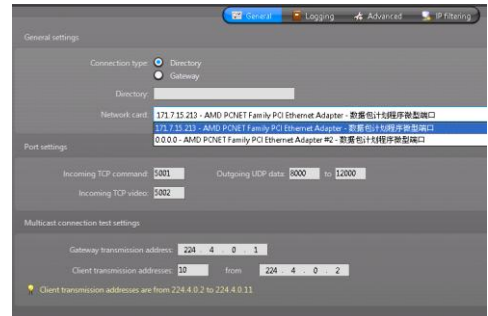 General Logging Advanced IP filtering
General settings
Connection type: Directory
Gateway
Directory:
Network card: 171.7.15.213 - AMD PCNET Family PCI Ethernet Adapter - 数据包计划程序微型端口
171.7.15.213 - AMD PCNET Family PCI Ethernet Adapter - 数据包计划程序微型端口
0.0.0.0 - AMD PCNET Family PCI Ethernet Adapter #2 - 数据包计划程序微型端口
Port settings
Incoming TCP command: 5001 Outgoing UDP data: 8000 to 12000
Incoming TCP video: 5002
Multicast connection test settings
Gateway transmission address: 224 . 4 . 0 . 1
Client transmission addresses: 10 from 224 . 4 . 0 . 2
Client transmission addresses are from 224.4.0.2 to 224.4.0.11